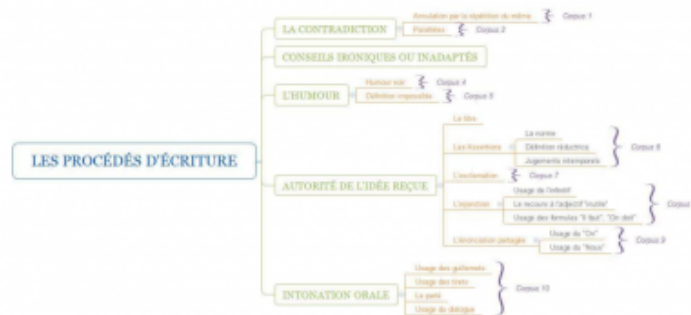 LES PROCÉDÉS D'ÉCRITURE
LA CONTRADICTION
Annulation par la répétition du même
Corpus 1
Parallèles
Corpus 2
CONSEILS IRONIQUES OU INADAPTÉS
L'HUMOUR
Humour noir
Corpus 4
Définition impossible
Corpus 5
AUTORITÉ DE L'IDÉE REÇUE
Le titre
Les Assertions
La norme
Définition réductrice
Jugements intemporels
Corpus 6
L'exclamation
Corpus 7
L'injonction
Usage de l'infinitif
Le recours à l'adjectif "inutile"
Usage des formules "Il faut", "On doit"
Corpus
L'énonciation partagée
Usage du "On"
Usage du "Nous"
Corpus 9
INTONATION ORALE
Usage des guillemets
Usage des tirets
Usage du dialogue
Corpus 10